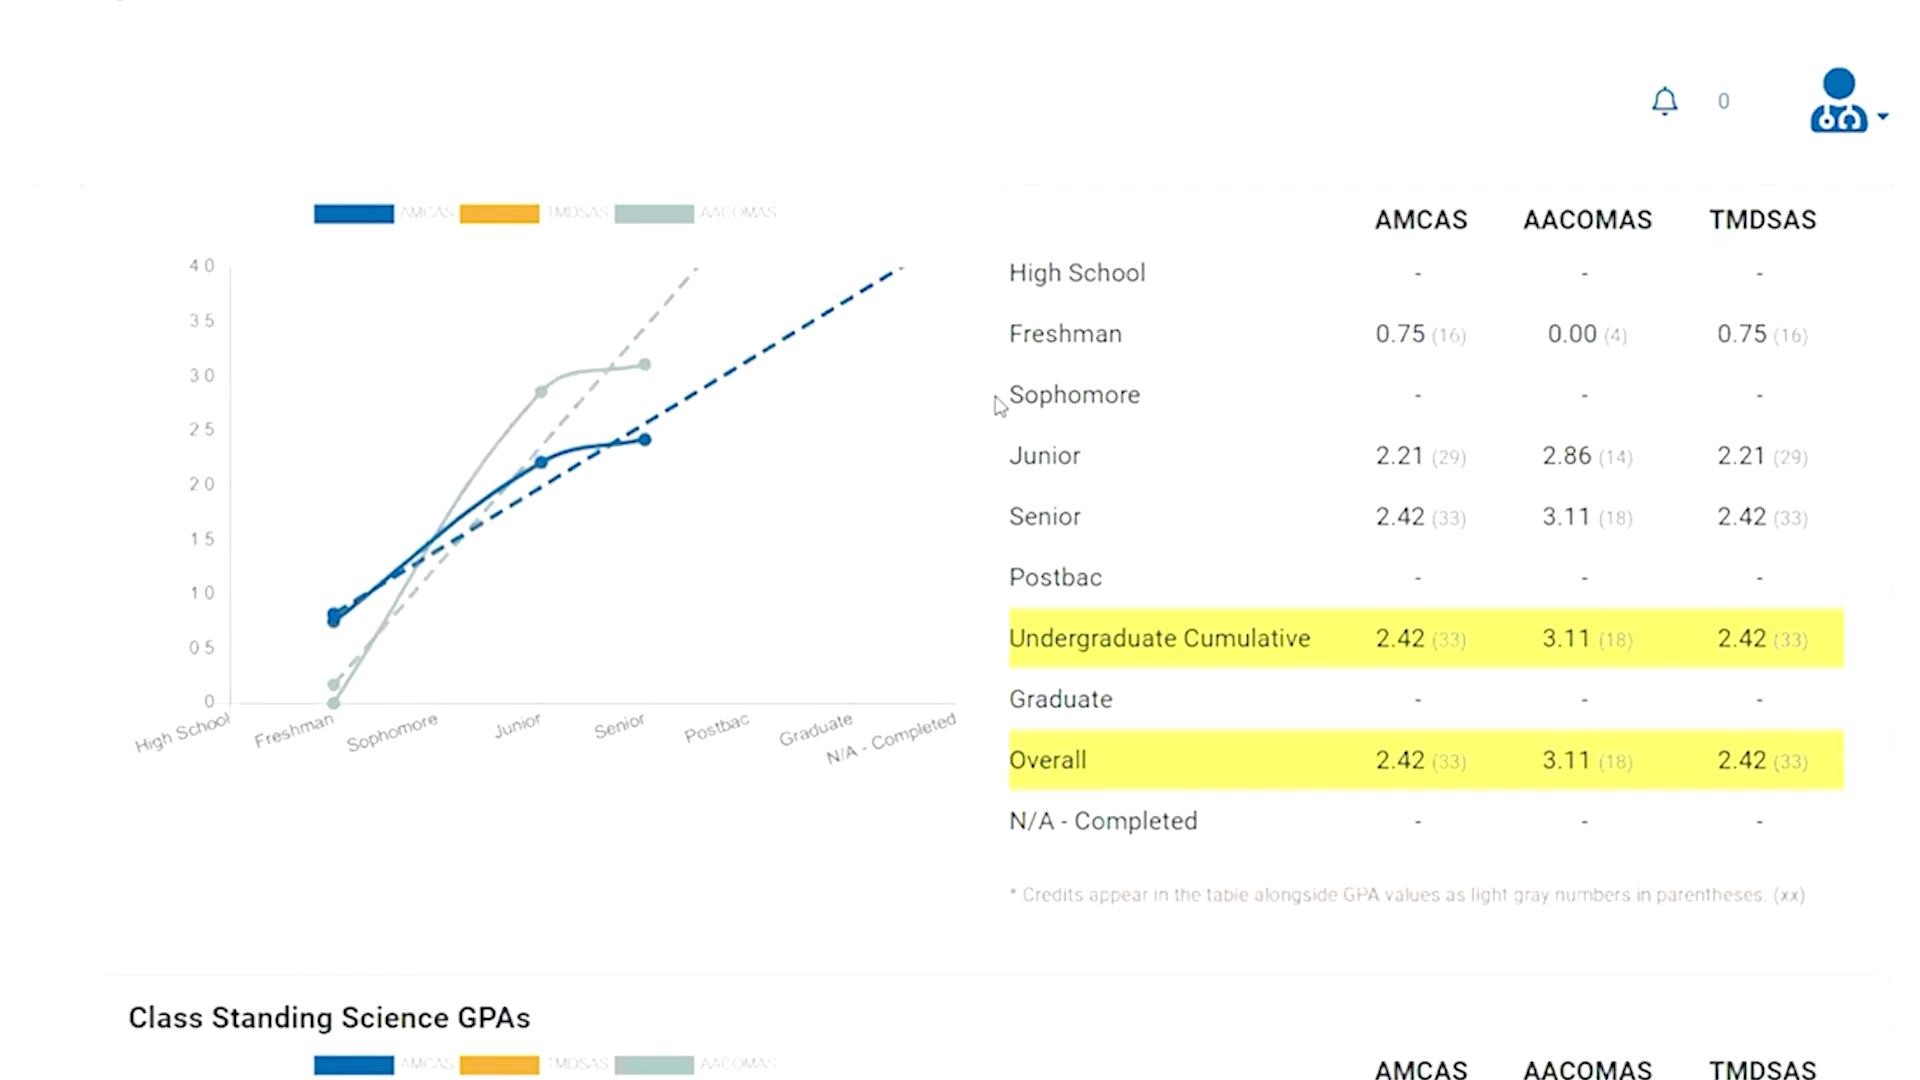 0
AMCAS TMDSAS AACOMAS
4 0
3 5
3 0
2 5
2 0
1 5
1 0
0 5
0
High School Freshman Sophomore Junior Senior Postbac Graduate N/A - Completed
AMCAS AACOMAS TMDSAS
High School - - -
Freshman 0.75 (16) 0.00 (4) 0.75 (16)
Sophomore - - -
Junior 2.21 (29) 2.86 (14) 2.21 (29)
Senior 2.42 (33) 3.11 (18) 2.42 (33)
Postbac - - -
Undergraduate Cumulative 2.42 (33) 3.11 (18) 2.42 (33)
Graduate - - -
Overall 2.42 (33) 3.11 (18) 2.42 (33)
N/A - Completed - - -
* Credits appear in the table alongside GPA values as light gray numbers in parentheses. (xx)
Class Standing Science GPAs
AMCAS TMDSAS AACOMAS
AMCAS AACOMAS TMDSAS